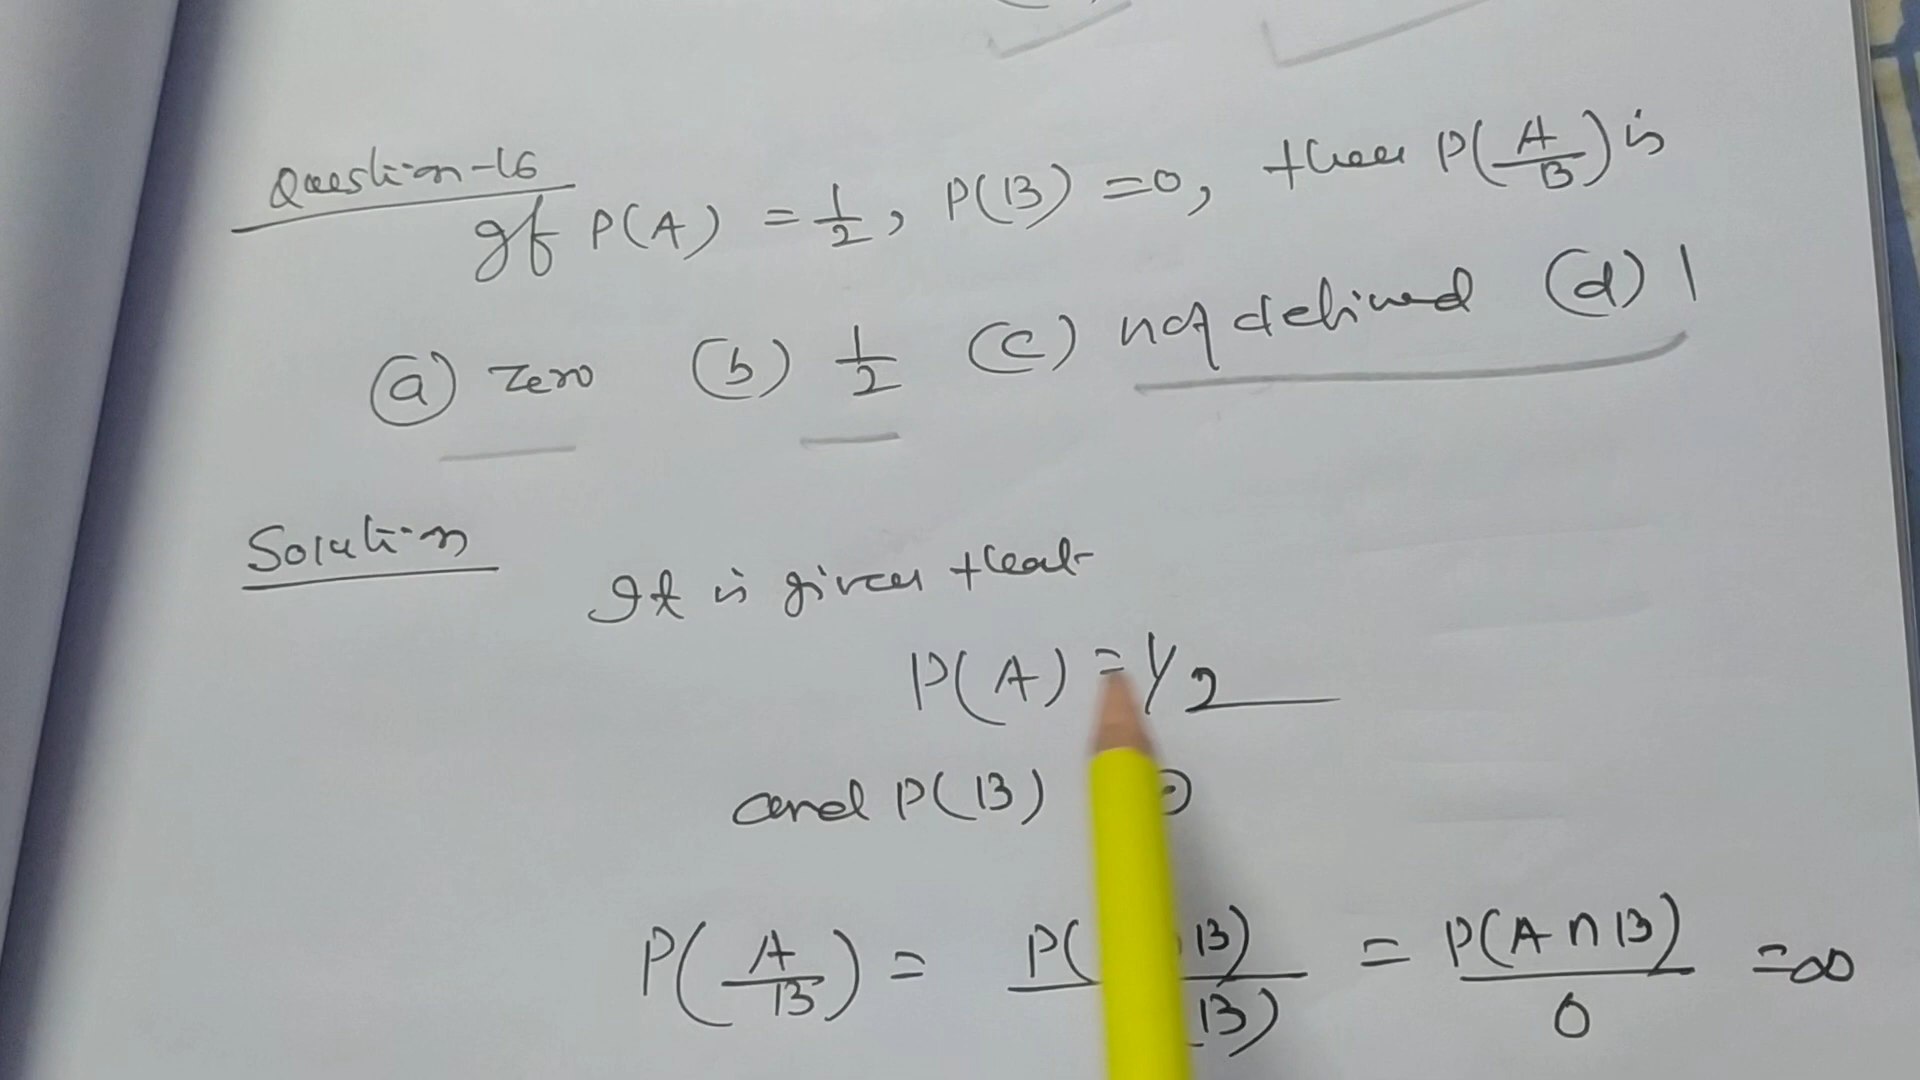 Question-16
If P(A) = 1/2, P(B) = 0, then P(A/B) is
(a) zero (b) 1/2 (c) not defined (d) 1
Solution
It is given that
P(A) = 1/2
and P(B) 0
P(A/B) = P( B) / B) = P(A∩B)/0 = ∞